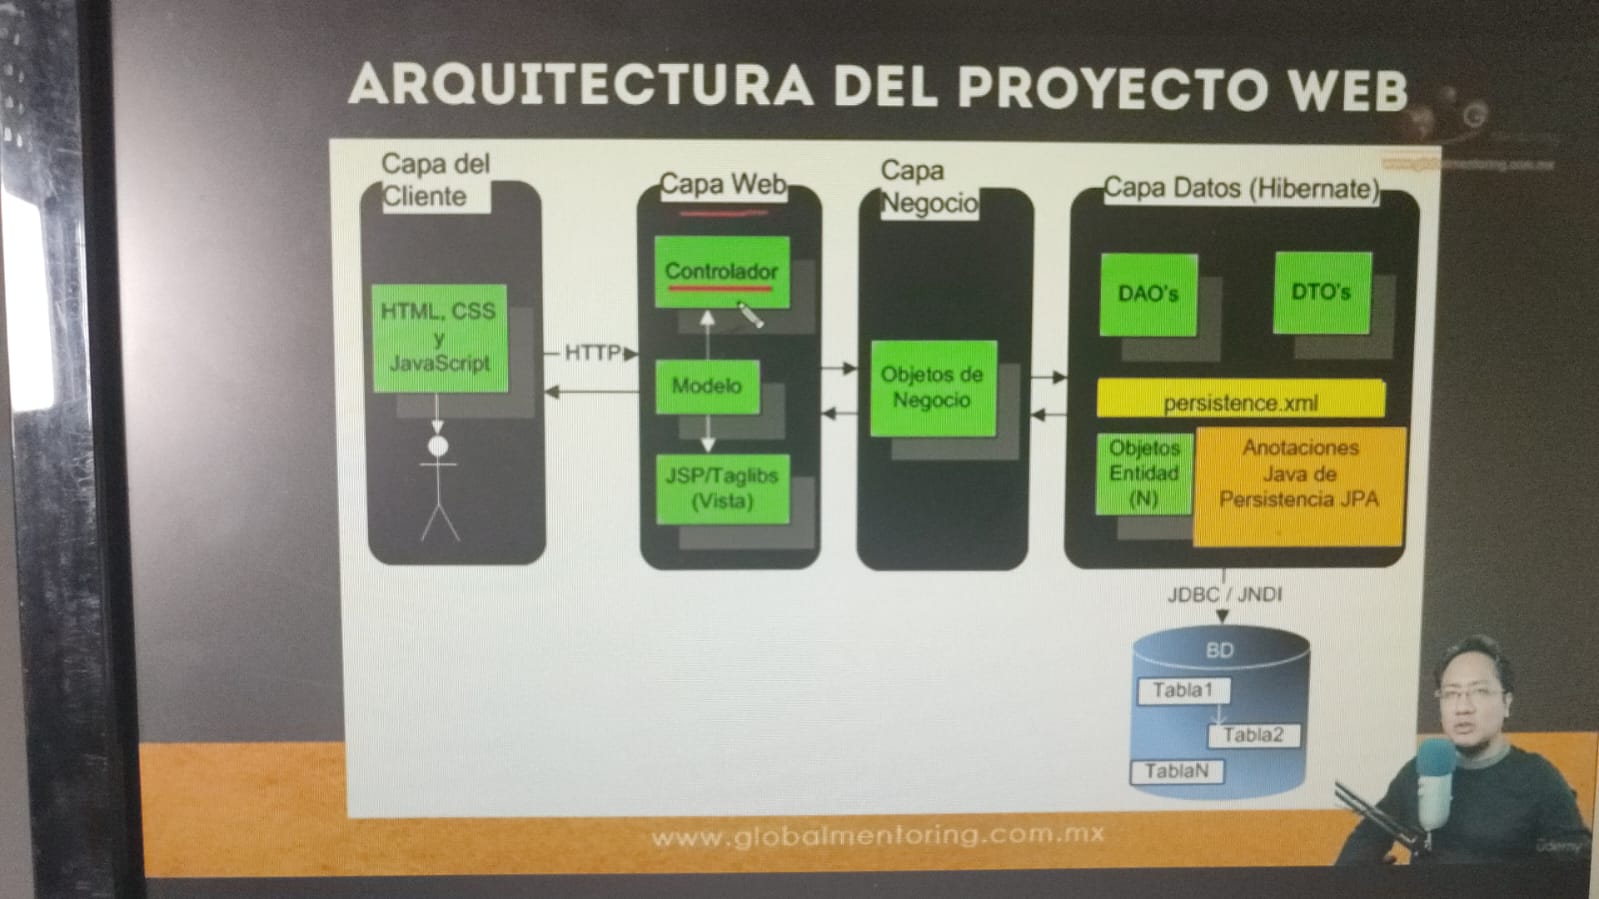 ARQUITECTURA DEL PROYECTO WEB
www.globalmentoring.com.mx
Capa del
Cliente
HTML, CSS
y
JavaScript
HTTP
Capa Web
Controlador
Modelo
JSP/Taglibs
(Vista)
Capa
Negocio
Objetos de
Negocio
Capa Datos (Hibernate)
DAO's
DTO's
persistence.xml
Objetos
Entidad
(N)
Anotaciones
Java de
Persistencia JPA
JDBC / JNDI
BD
Tabla1
Tabla2
TablaN
www.globalmentoring.com.mx
ûdemy